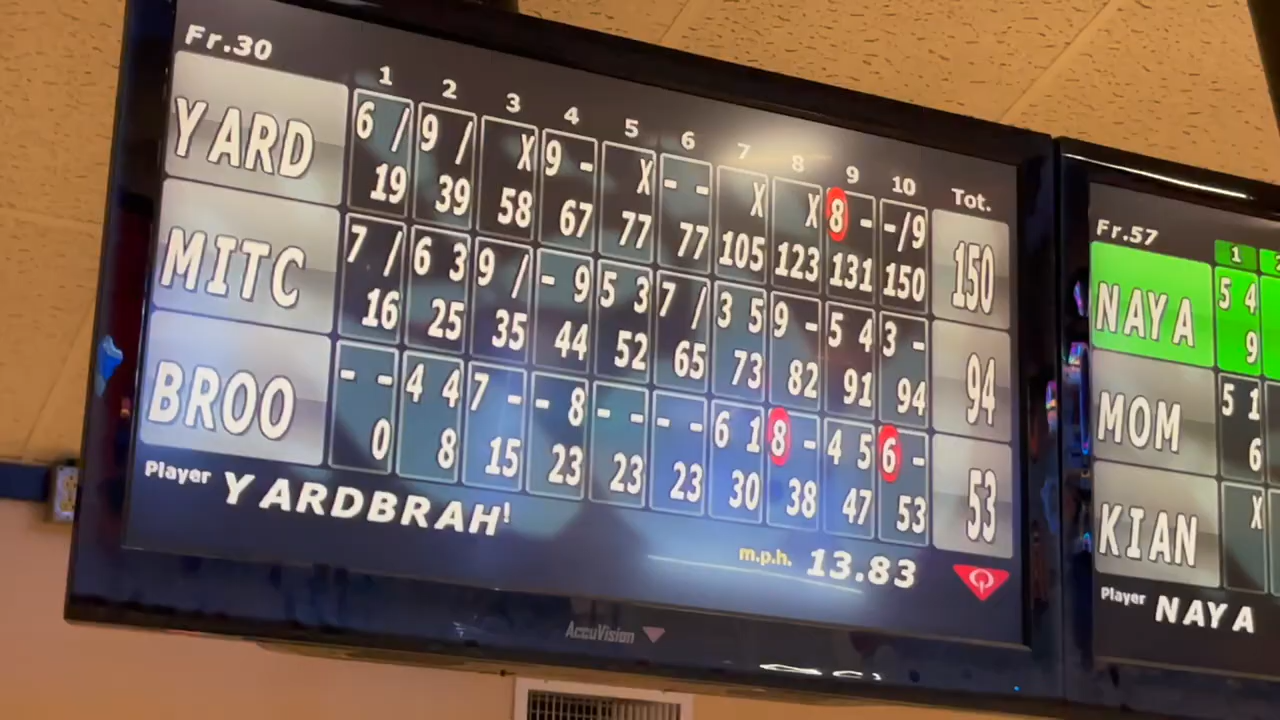 Fr.30
1 2 3 4 5 6 7 8 9 10 Tot.
YARD 6 / 9 / X 9 - X - - X X 8 - -/9 150
19 39 58 67 77 77 105 123 131 150
MITC 7 / 6 3 9 / - 9 5 3 7 / 3 5 9 - 5 4 3 - 94
16 25 35 44 52 65 73 82 91 94
BROO - - 4 4 7 - - 8 - - - - 6 1 8 - 4 5 6 - 53
0 8 15 23 23 23 30 38 47 53
Player YARDBRAH!
m.p.h. 13.83
AccuVision
Fr.57
1
NAYA 5 4
9
MOM 5 1
6
KIAN X
Player NAYA